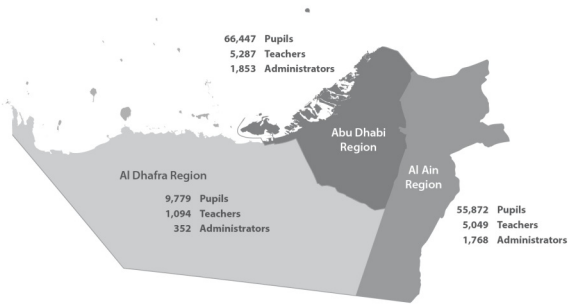 66,447 Pupils
5,287 Teachers
1,853 Administrators
Abu Dhabi
Region
Al Dhafra Region
9,779 Pupils
1,094 Teachers
352 Administrators
Al Ain
Region
55,872 Pupils
5,049 Teachers
1,768 Administrators